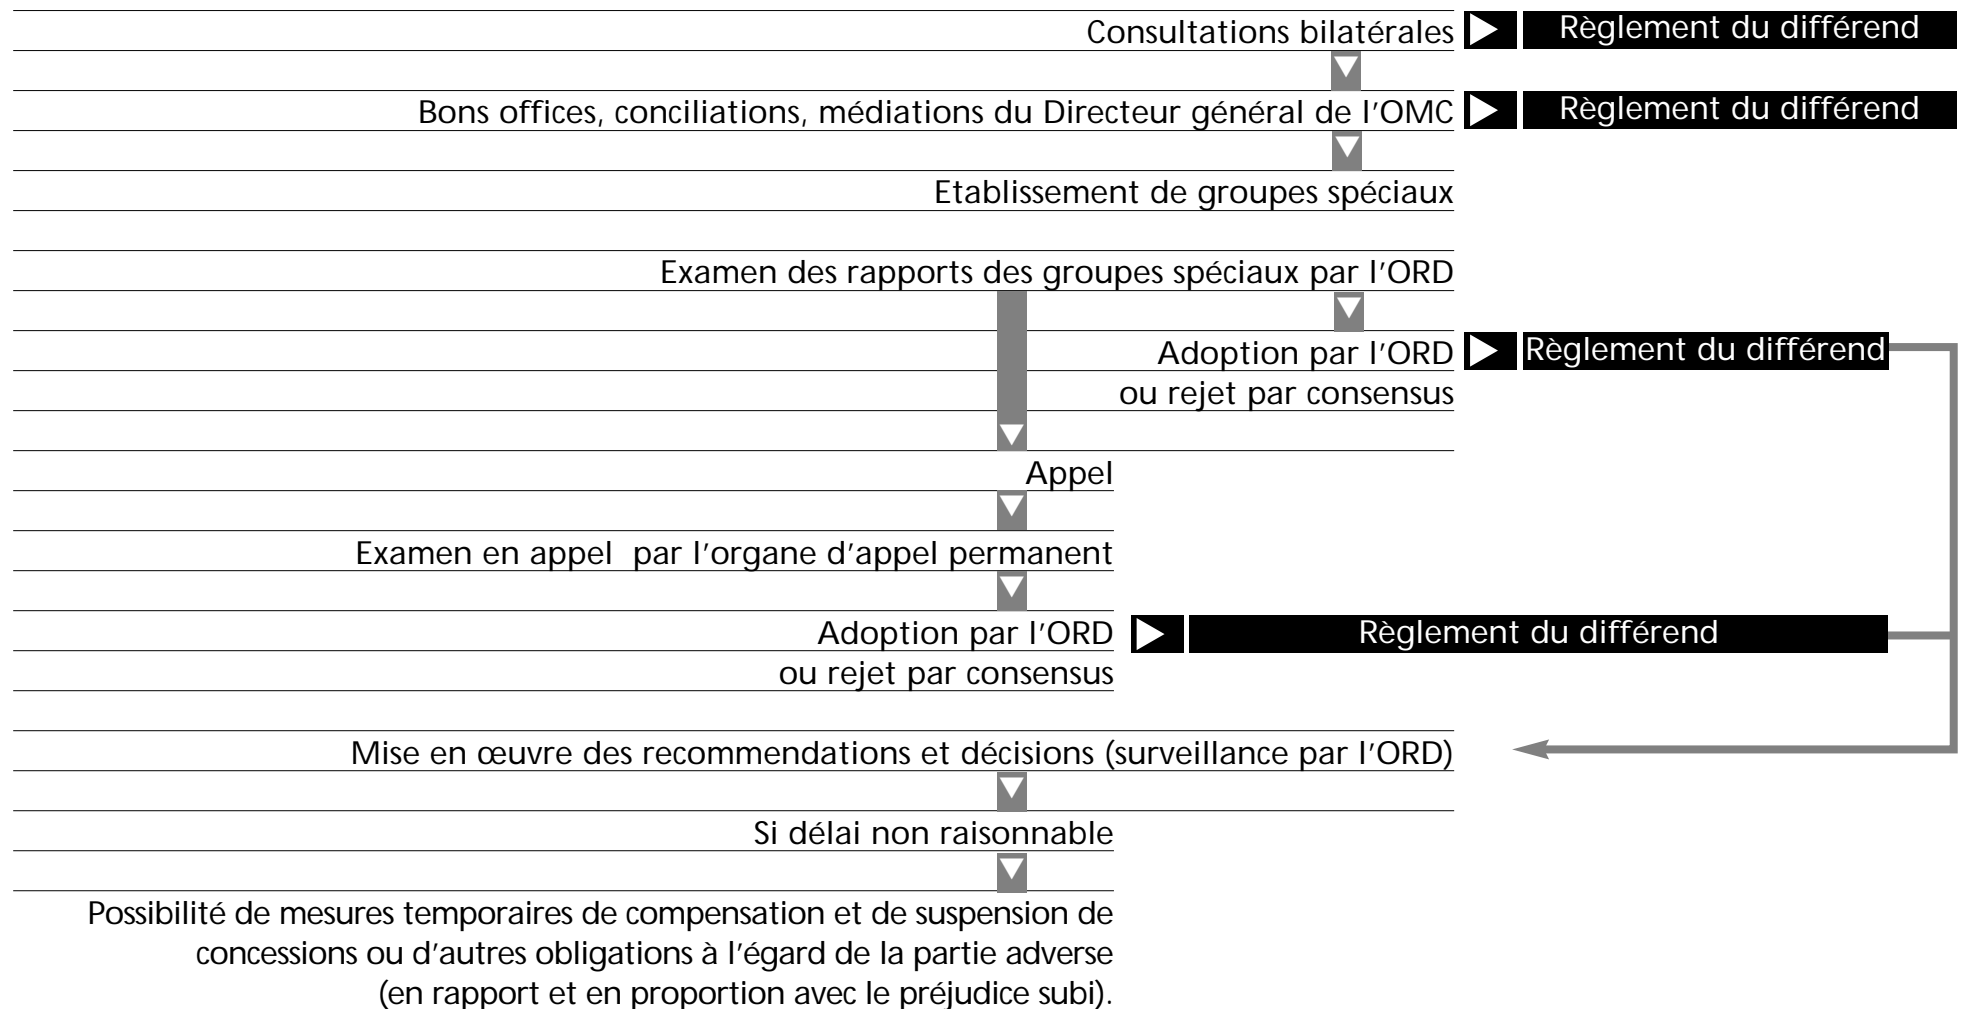 Consultations bilatérales
Règlement du différend
Bons offices, conciliations, médiations du Directeur général de l'OMC
Règlement du différend
Etablissement de groupes spéciaux
Examen des rapports des groupes spéciaux par l'ORD
Adoption par l'ORD
Règlement du différend
ou rejet par consensus
Appel
Examen en appel par l'organe d'appel permanent
Adoption par l'ORD
Règlement du différend
ou rejet par consensus
Mise en œuvre des recommendations et décisions (surveillance par l'ORD)
Si délai non raisonnable
Possibilité de mesures temporaires de compensation et de suspension de
concessions ou d'autres obligations à l'égard de la partie adverse
(en rapport et en proportion avec le préjudice subi).